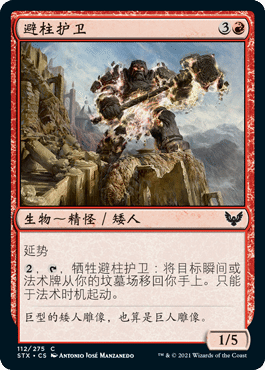 避柱护卫 3
生物～精怪／矮人
延势
2，，牺牲避柱护卫：将目标瞬间或
法术牌从你的坟墓场移回你手上。只能
于法术时机起动。
巨型的矮人雕像，也算是巨人雕像。
1/5
112/275 C
STX • CS Antonio José Manzanedo
™ & © 2021 Wizards of the Coast